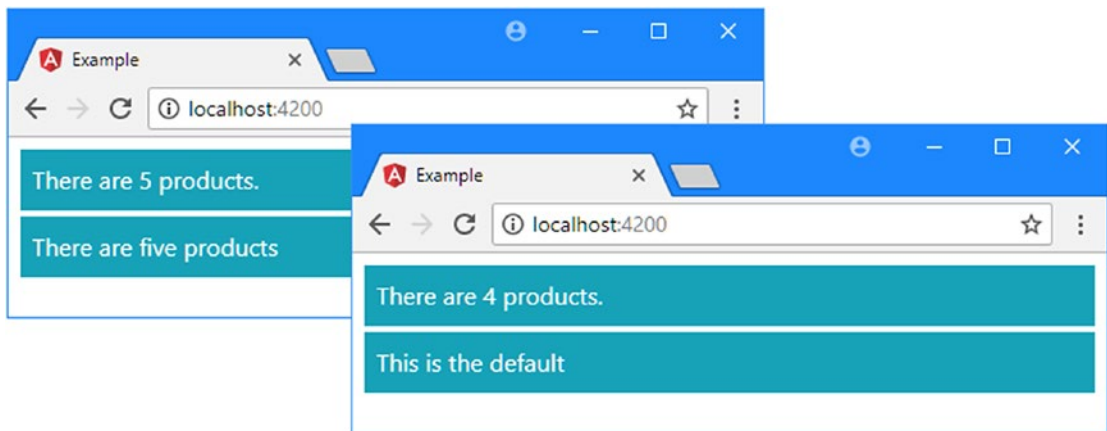 Example
localhost:4200
There are 5 products.
There are five products
Example
localhost:4200
There are 4 products.
This is the default